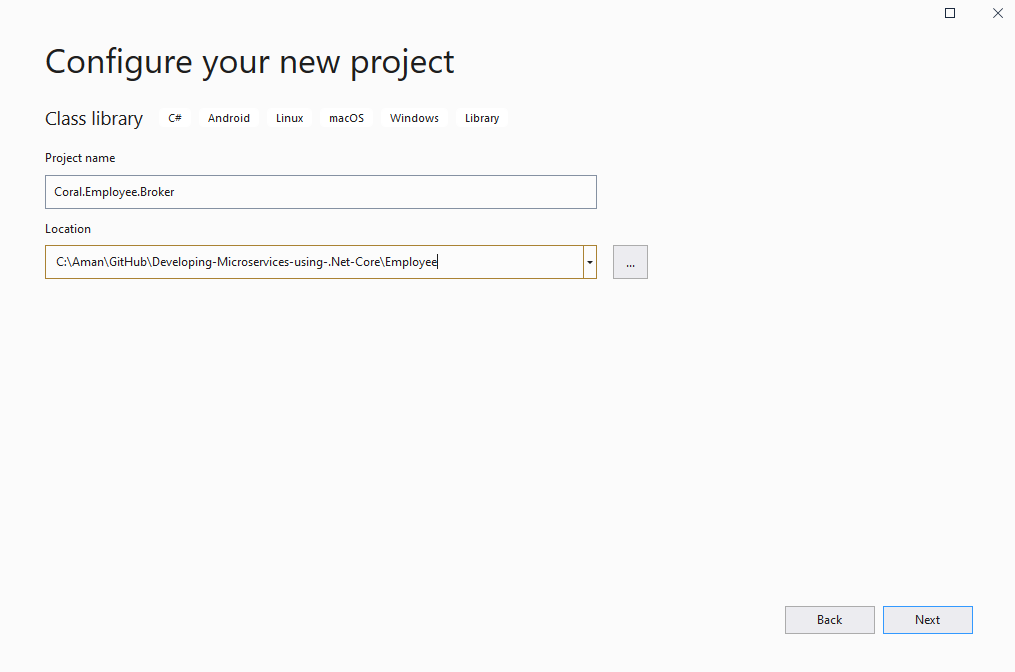 Configure your new project
Class library C# Android Linux macOS Windows Library
Project name
Coral.Employee.Broker
Location
C:\Aman\GitHub\Developing-Microservices-using-.Net-Core\Employee
...
Back Next